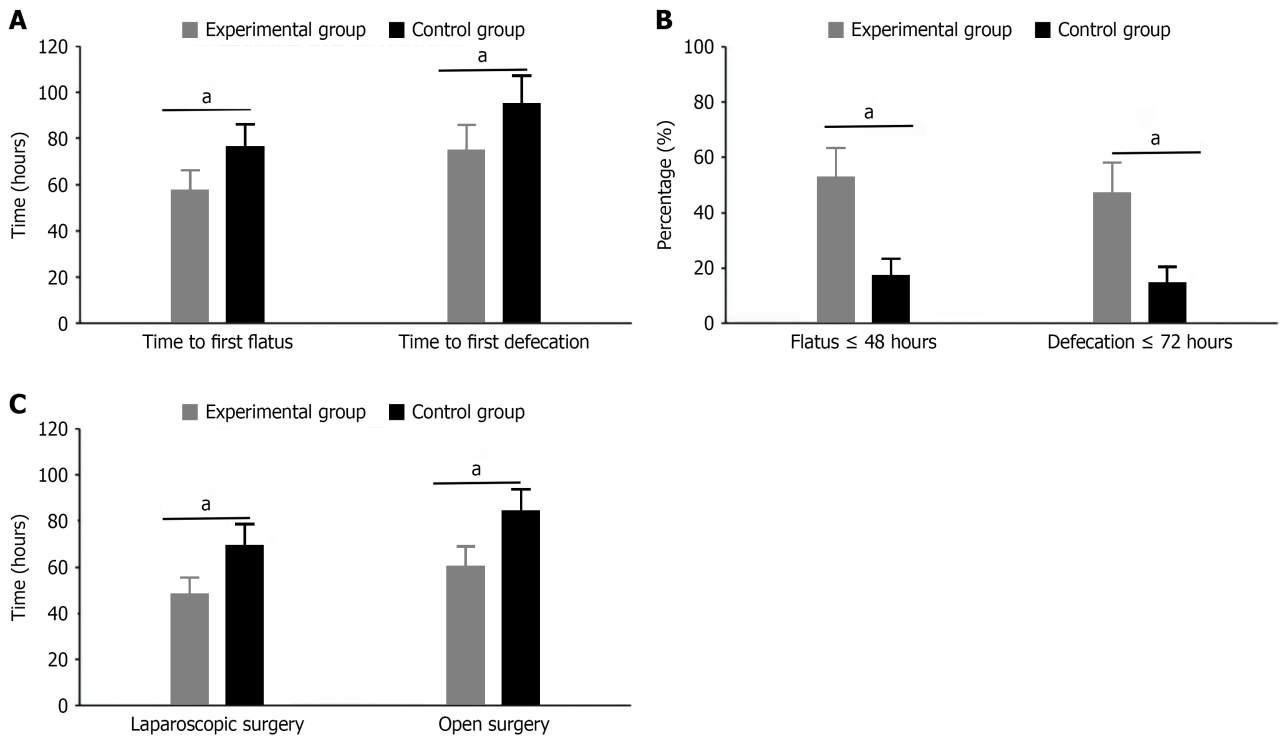 A
Experimental group Control group
120
100
80
60
40
20
0
Time (hours)
a
a
Time to first flatus Time to first defecation
B
Experimental group Control group
100
80
60
40
20
0
Percentage (%)
a
a
Flatus ≤ 48 hours Defecation ≤ 72 hours
C
Experimental group Control group
120
100
80
60
40
20
0
Time (hours)
a
a
Laparoscopic surgery Open surgery